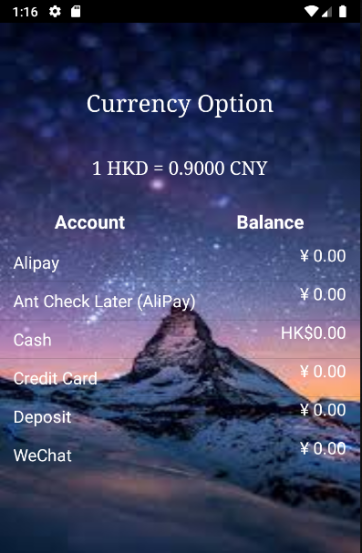 1:16
Currency Option
1 HKD = 0.9000 CNY
Account Balance
Alipay ¥ 0.00
Ant Check Later (AliPay) ¥ 0.00
Cash HK$0.00
Credit Card ¥ 0.00
Deposit ¥ 0.00
WeChat ¥ 0.00